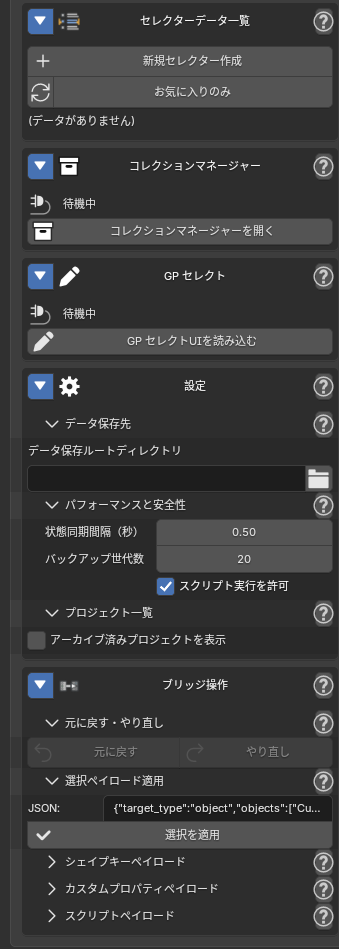 セレクターデータ一覧
新規セレクター作成
お気に入りのみ
(データがありません)
コレクションマネージャー
待機中
コレクションマネージャーを開く
GP セレクト
待機中
GP セレクトUIを読み込む
設定
データ保存先
データ保存ルートディレクトリ
パフォーマンスと安全性
状態同期間隔（秒） 0.50
バックアップ世代数 20
スクリプト実行を許可
プロジェクト一覧
アーカイブ済みプロジェクトを表示
ブリッジ操作
元に戻す・やり直し
元に戻す やり直し
選択ペイロード適用
JSON: {"target_type":"object","objects":["Cu...
選択を適用
シェイプキーペイロード
カスタムプロパティペイロード
スクリプトペイロード